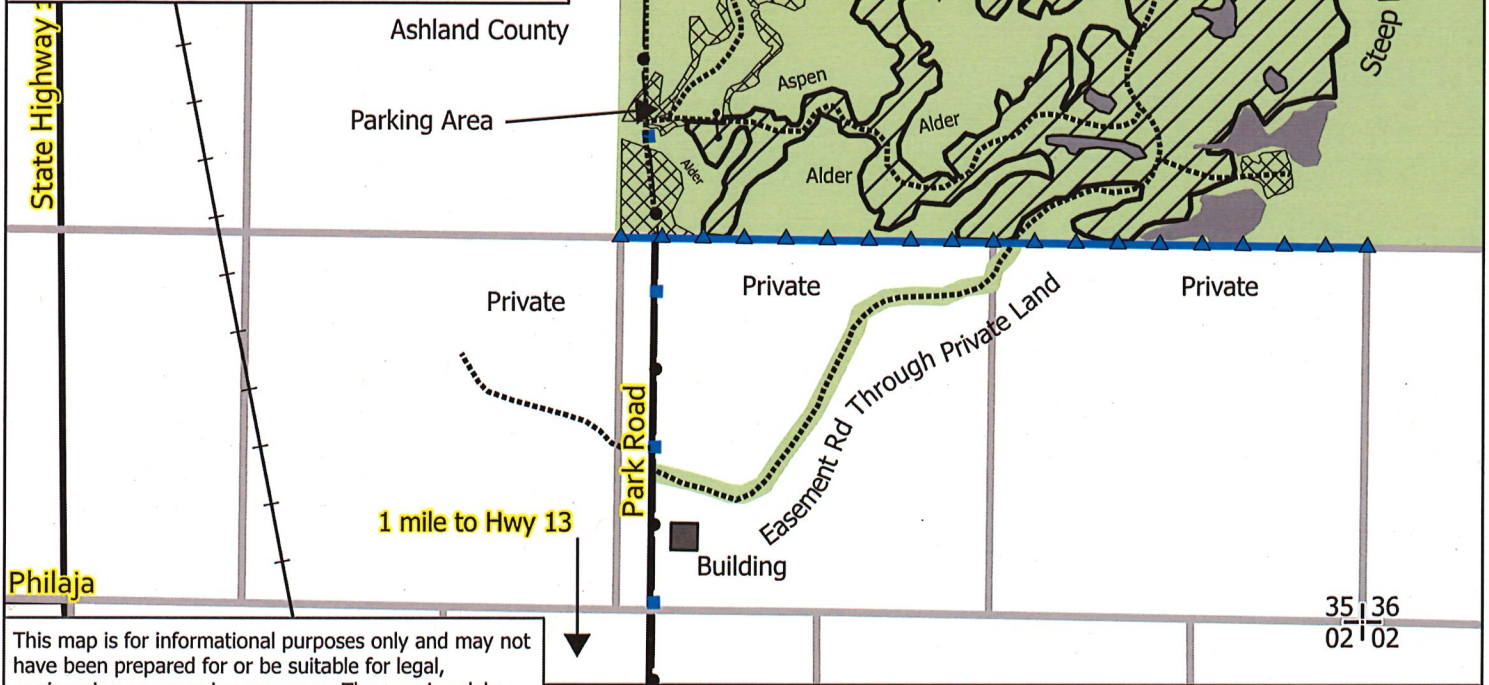 State Highway
Ashland County
Steep
Aspen
Parking Area
Alder
Alder
Alder
Private
Private
Private
Easement Rd Through Private Land
Park Road
1 mile to Hwy 13
Building
Philaja
35 36
02 02
This map is for informational purposes only and may not
have been prepared for or be suitable for legal,